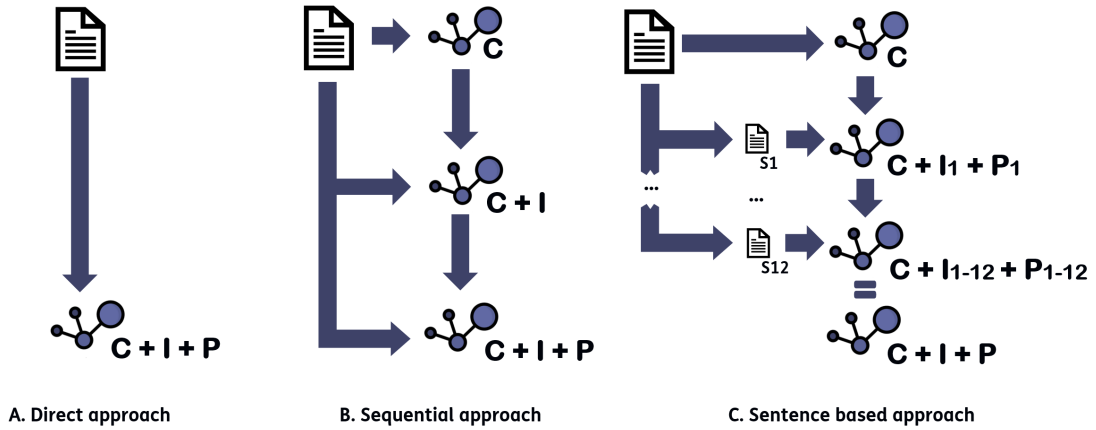 C
C + I
C + I + P
C + I + P
C
S1
C + I1 + P1
...
...
S12
C + I1-12 + P1-12
C + I + P
A. Direct approach
B. Sequential approach
C. Sentence based approach